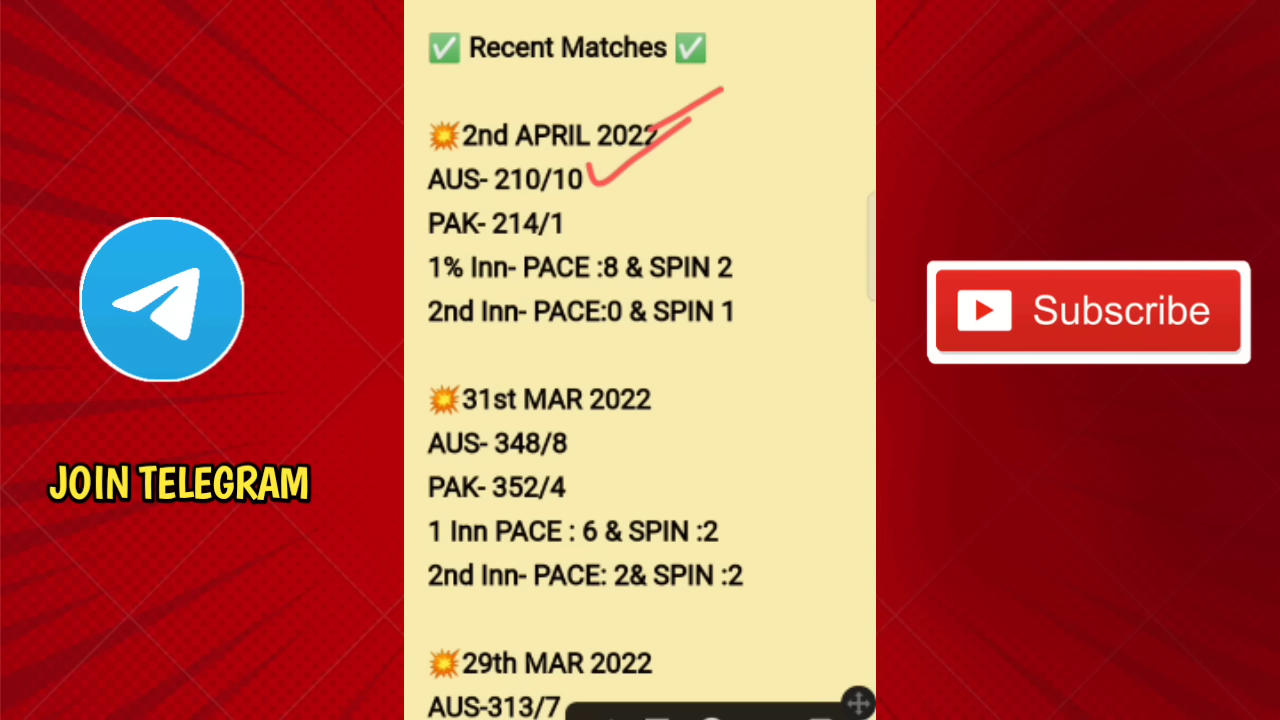 ✅ Recent Matches ✅
💥2nd APRIL 2022
AUS- 210/10
PAK- 214/1
1% Inn- PACE :8 & SPIN 2
2nd Inn- PACE:0 & SPIN 1
💥31st MAR 2022
AUS- 348/8
PAK- 352/4
1 Inn PACE : 6 & SPIN :2
2nd Inn- PACE: 2& SPIN :2
💥29th MAR 2022
AUS-313/7
JOIN TELEGRAM
Subscribe